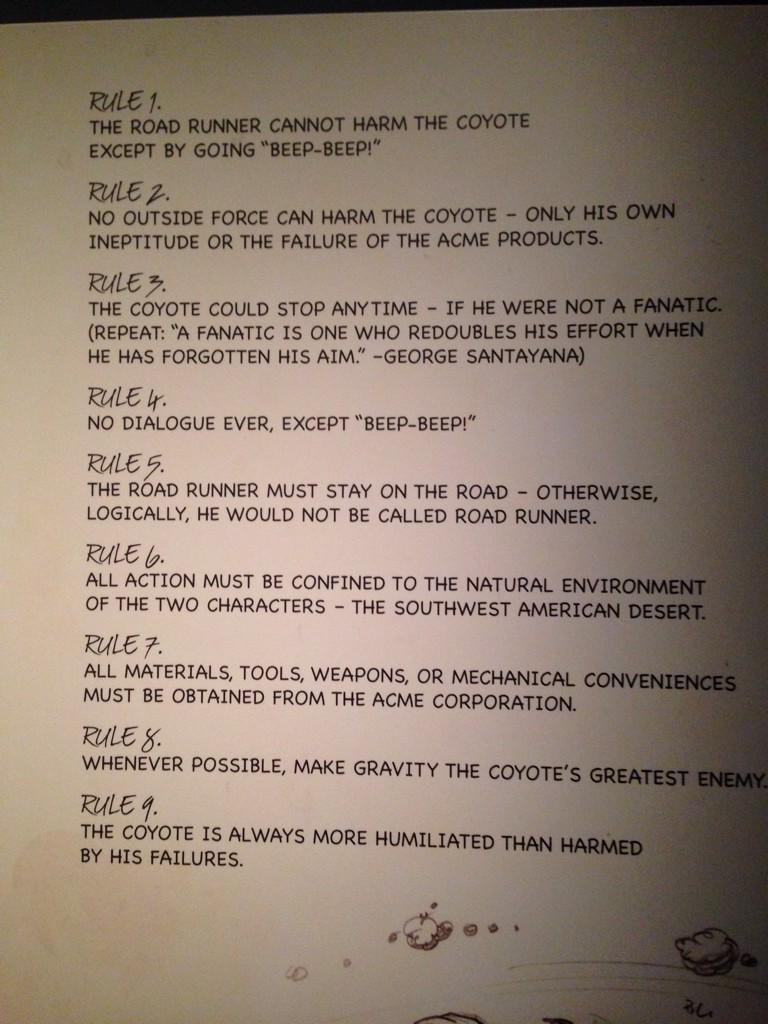 RULE 1.
THE ROAD RUNNER CANNOT HARM THE COYOTE
EXCEPT BY GOING “BEEP-BEEP!”
RULE 2.
NO OUTSIDE FORCE CAN HARM THE COYOTE – ONLY HIS OWN
INEPTITUDE OR THE FAILURE OF THE ACME PRODUCTS.
RULE 3.
THE COYOTE COULD STOP ANYTIME – IF HE WERE NOT A FANATIC.
(REPEAT: “A FANATIC IS ONE WHO REDOUBLES HIS EFFORT WHEN
HE HAS FORGOTTEN HIS AIM.” –GEORGE SANTAYANA)
RULE 4.
NO DIALOGUE EVER, EXCEPT “BEEP-BEEP!”
RULE 5.
THE ROAD RUNNER MUST STAY ON THE ROAD – OTHERWISE,
LOGICALLY, HE WOULD NOT BE CALLED ROAD RUNNER.
RULE 6.
ALL ACTION MUST BE CONFINED TO THE NATURAL ENVIRONMENT
OF THE TWO CHARACTERS – THE SOUTHWEST AMERICAN DESERT.
RULE 7.
ALL MATERIALS, TOOLS, WEAPONS, OR MECHANICAL CONVENIENCES
MUST BE OBTAINED FROM THE ACME CORPORATION.
RULE 8.
WHENEVER POSSIBLE, MAKE GRAVITY THE COYOTE’S GREATEST ENEMY.
RULE 9.
THE COYOTE IS ALWAYS MORE HUMILIATED THAN HARMED
BY HIS FAILURES.